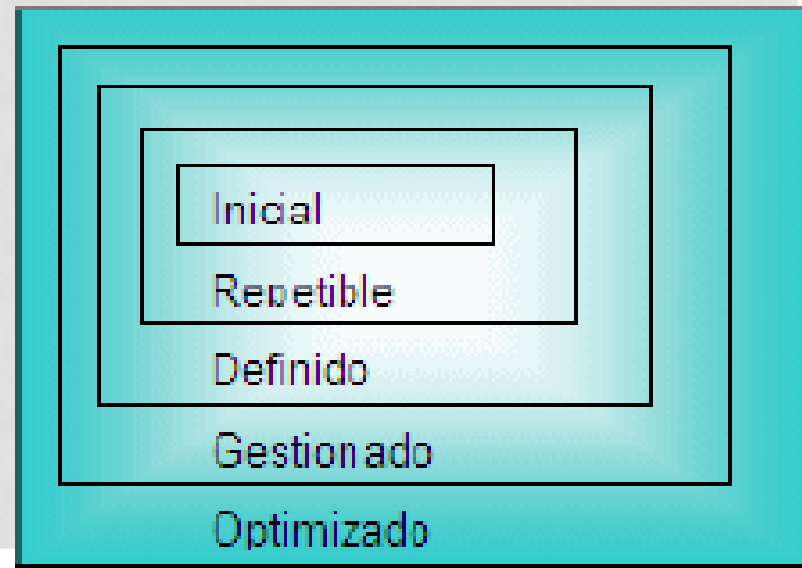 Inicial
Repetible
Definido
Gestionado
Optimizado